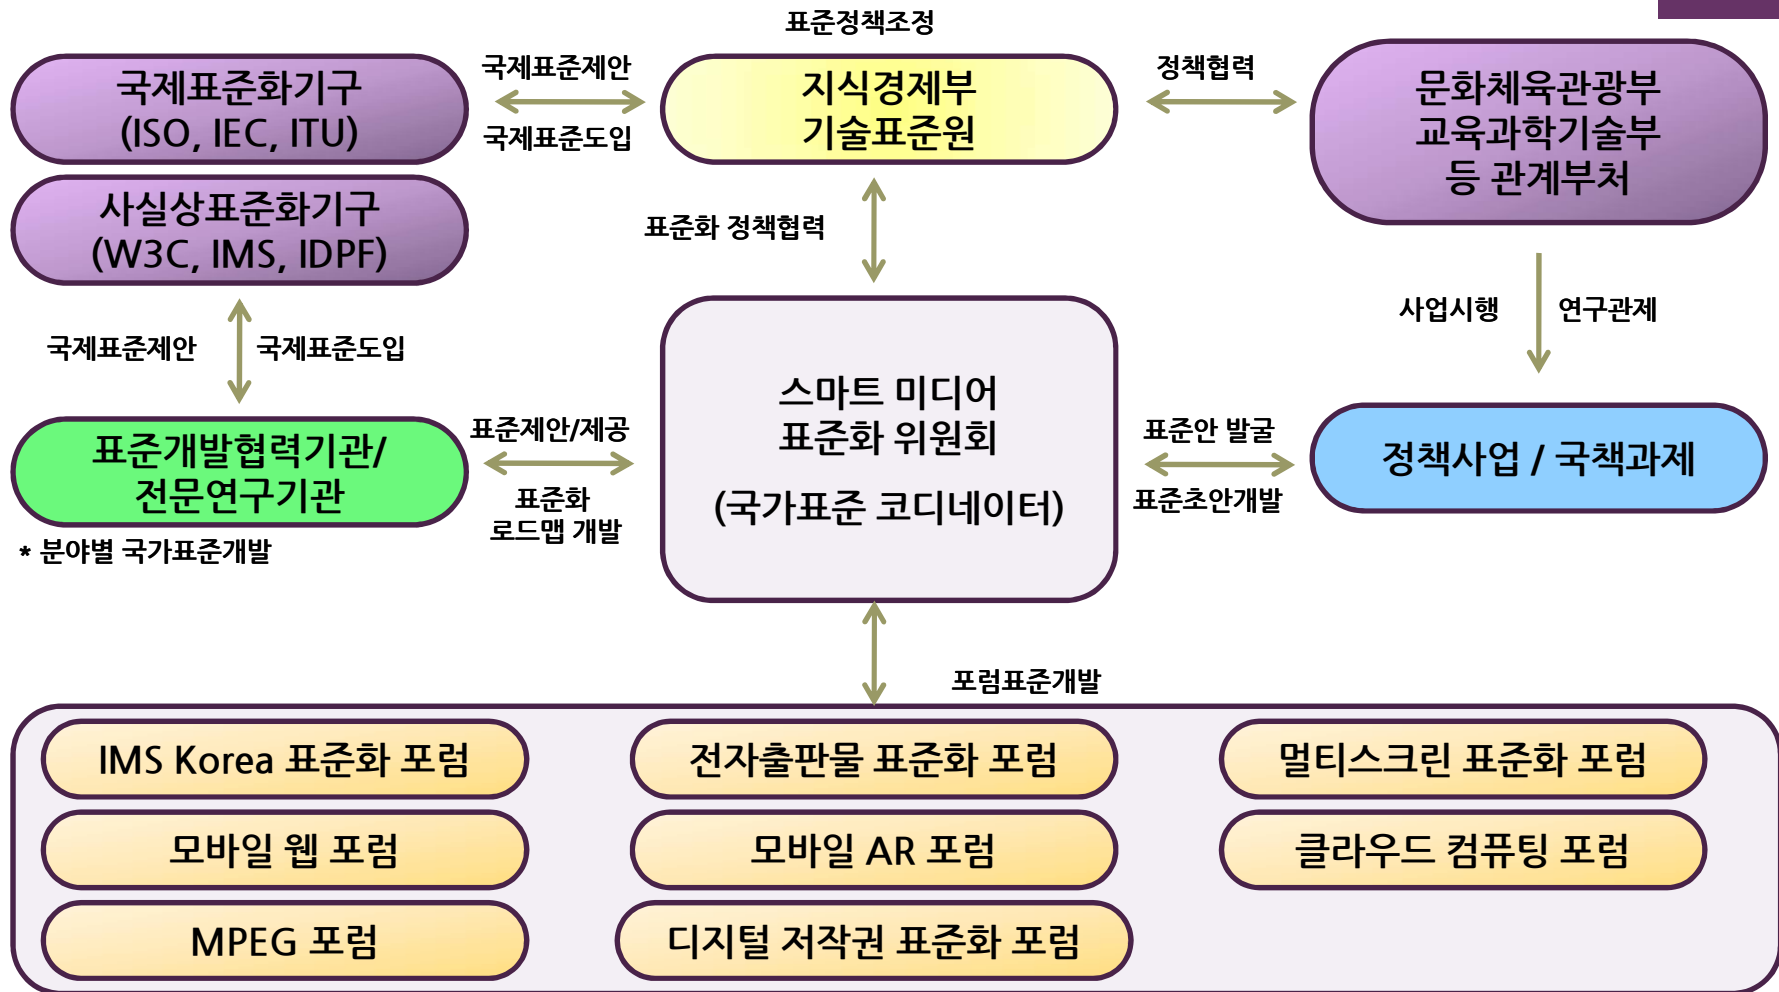 표준정책조정
국제표준화기구
(ISO, IEC, ITU)
국제표준제안
국제표준도입
지식경제부
기술표준원
정책협력
문화체육관광부
교육과학기술부
등 관계부처
사실상표준화기구
(W3C, IMS, IDPF)
표준화 정책협력
국제표준제안
국제표준도입
사업시행
연구관제
표준개발협력기관/
전문연구기관
* 분야별 국가표준개발
표준제안/제공
표준화
로드맵 개발
스마트 미디어
표준화 위원회
(국가표준 코디네이터)
표준안 발굴
표준초안개발
정책사업 / 국책과제
포럼표준개발
IMS Korea 표준화 포럼
전자출판물 표준화 포럼
멀티스크린 표준화 포럼
모바일 웹 포럼
모바일 AR 포럼
클라우드 컴퓨팅 포럼
MPEG 포럼
디지털 저작권 표준화 포럼